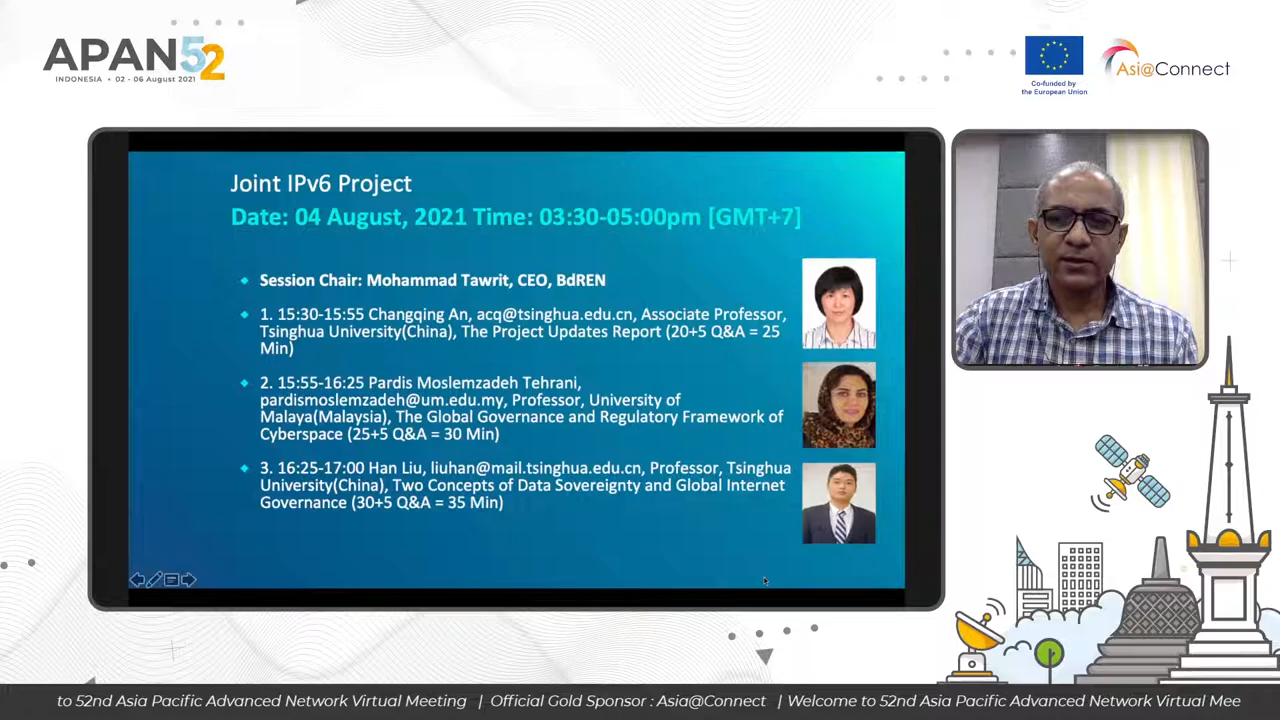 APAN52
INDONESIA • 02 - 06 August 2021
Co-funded by
the European Union
Asi@Connect
Joint IPv6 Project
Date: 04 August, 2021 Time: 03:30-05:00pm [GMT+7]
Session Chair: Mohammad Tawrit, CEO, BdREN
1. 15:30-15:55 Changqing An, acq@tsinghua.edu.cn, Associate Professor,
Tsinghua University(China), The Project Updates Report (20+5 Q&A = 25
Min)
2. 15:55-16:25 Pardis Moslemzadeh Tehrani,
pardismoslemzadeh@um.edu.my, Professor, University of
Malaya(Malaysia), The Global Governance and Regulatory Framework of
Cyberspace (25+5 Q&A = 30 Min)
3. 16:25-17:00 Han Liu, liuhan@mail.tsinghua.edu.cn, Professor, Tsinghua
University(China), Two Concepts of Data Sovereignty and Global Internet
Governance (30+5 Q&A = 35 Min)
to 52nd Asia Pacific Advanced Network Virtual Meeting | Official Gold Sponsor : Asia@Connect | Welcome to 52nd Asia Pacific Advanced Network Virtual Mee